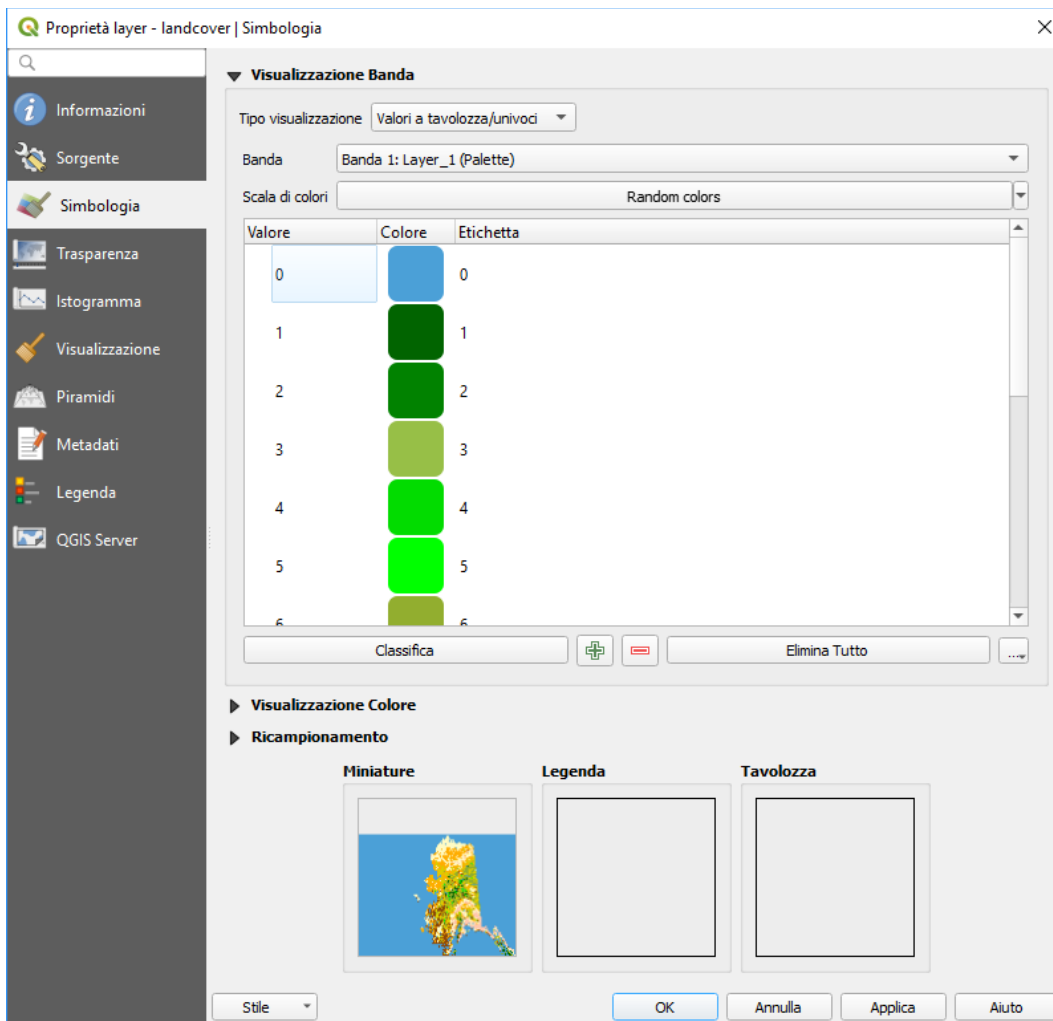 Proprietà layer - landcover | Simbologia
Informazioni
Sorgente
Simbologia
Trasparenza
Istogramma
Visualizzazione
Piramidi
Metadati
Legenda
QGIS Server
Visualizzazione Banda
Tipo visualizzazione Valori a tavolozza/univoci
Banda Banda 1: Layer_1 (Palette)
Scala di colori Random colors
Valore Colore Etichetta
0 0
1 1
2 2
3 3
4 4
5 5
6 6
Classifica Elimina Tutto ...
Visualizzazione Colore
Ricampionamento
Miniature Legenda Tavolozza
Stile OK Annulla Applica Aiuto